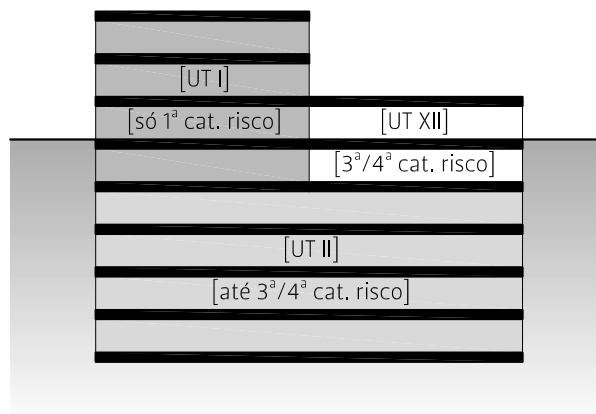 [UT I]
[só 1ª cat. risco]
[UT XII]
[3ª/4ª cat. risco]
[UT II]
[até 3ª/4ª cat. risco]